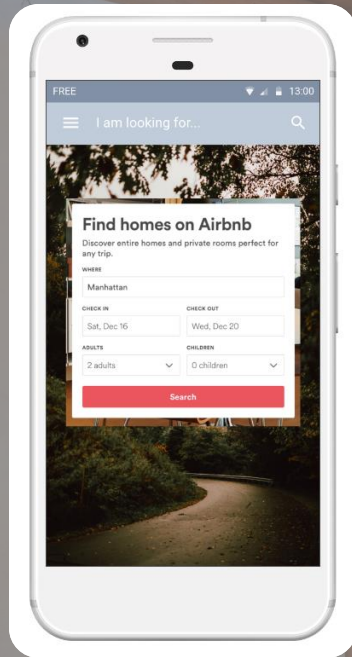 FREE 13:00
I am looking for...
Find homes on Airbnb
Discover entire homes and private rooms perfect for
any trip.
WHERE
Manhattan
CHECK IN CHECK OUT
Sat, Dec 16 Wed, Dec 20
ADULTS CHILDREN
2 adults 0 children
Search